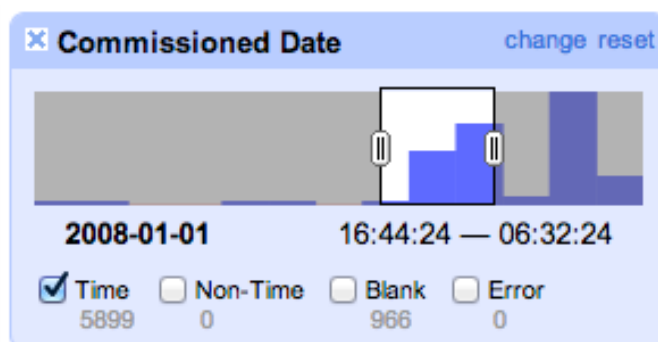 Commissioned Date change reset
2008-01-01 16:44:24 — 06:32:24
Time Non-Time Blank Error
5899 0 966 0